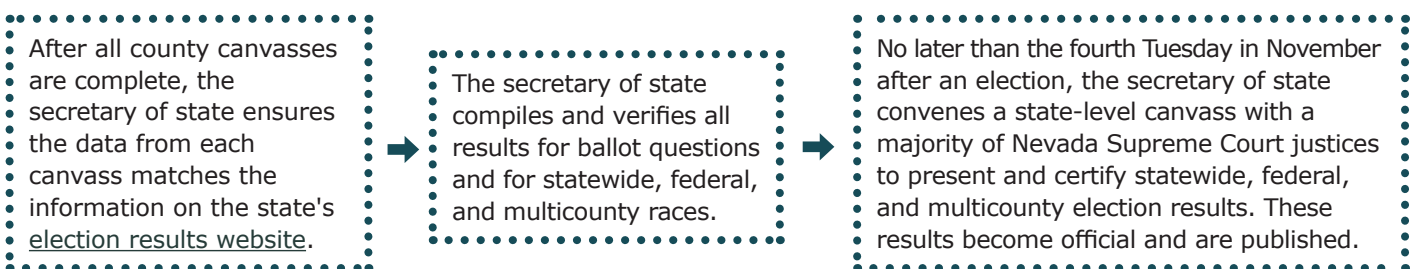 After all county canvasses
are complete, the
secretary of state ensures
the data from each
canvass matches the
information on the state's
election results website.
The secretary of state
compiles and verifies all
results for ballot questions
and for statewide, federal,
and multicounty races.
No later than the fourth Tuesday in November
after an election, the secretary of state
convenes a state-level canvass with a
majority of Nevada Supreme Court justices
to present and certify statewide, federal,
and multicounty election results. These
results become official and are published.